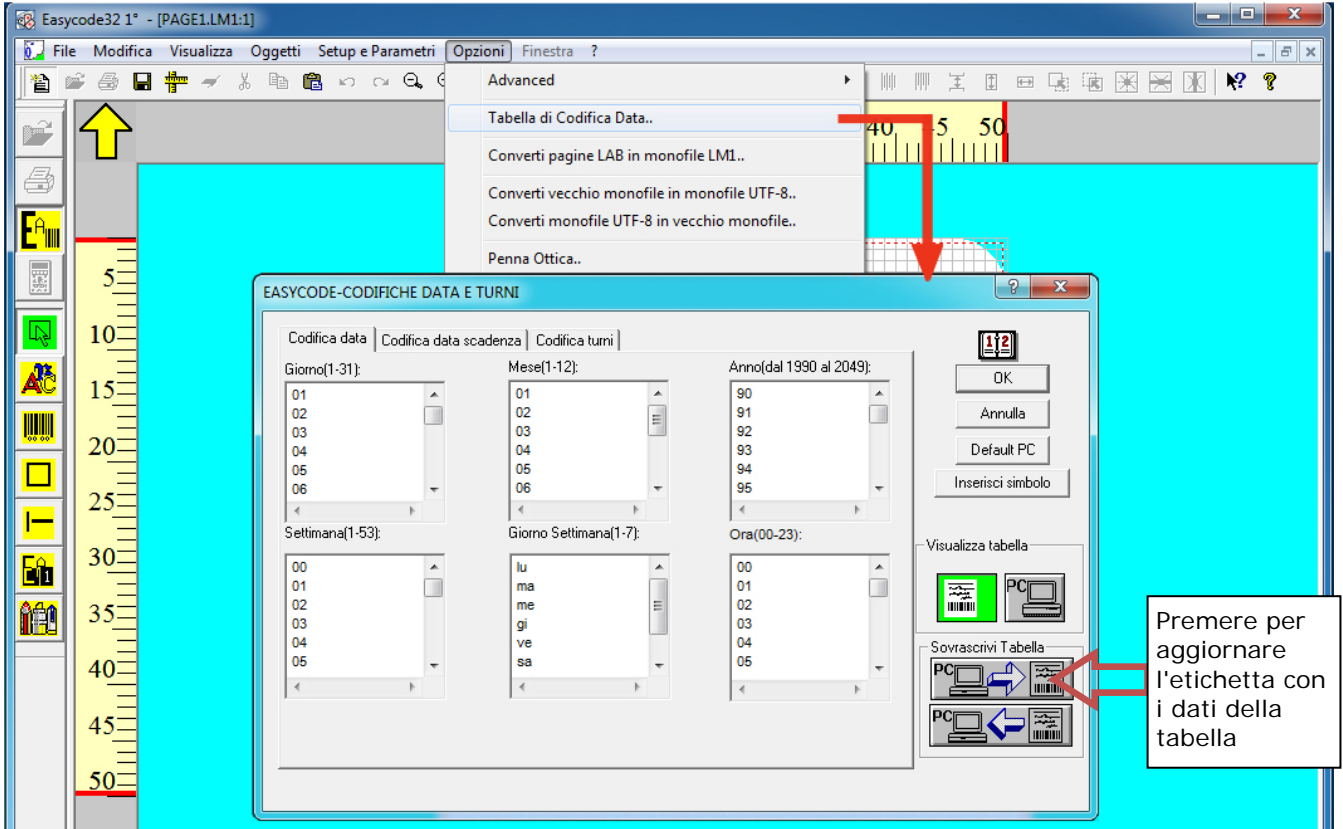 Easycode32 1° - [PAGE1.LM1:1]
File Modifica Visualizza Oggetti Setup e Parametri Opzioni Finestra ?
Advanced
Tabella di Codifica Data..
Converti pagine LAB in monofile LM1..
Converti vecchio monofile in monofile UTF-8..
Converti monofile UTF-8 in vecchio monofile..
Penna Ottica..
40 45 50
5
10
15
20
25
30
35
40
45
50
EASYCODE-CODIFICHE DATA E TURNI
Codifica data Codifica data scadenza Codifica turni
Giorno(1-31):
01
02
03
04
05
06
Mese(1-12):
01
02
03
04
05
06
Anno(dal 1990 al 2049):
90
91
92
93
94
95
Settimana(1-53):
00
01
02
03
04
05
Giorno Settimana(1-7):
lu
ma
me
gi
ve
sa
Ora(00-23):
00
01
02
03
04
05
12
OK
Annulla
Default PC
Inserisci simbolo
Visualizza tabella
PC
Sovrascrivi Tabella
PC
PC
Premere per
aggiornare
l'etichetta con
i dati della
tabella